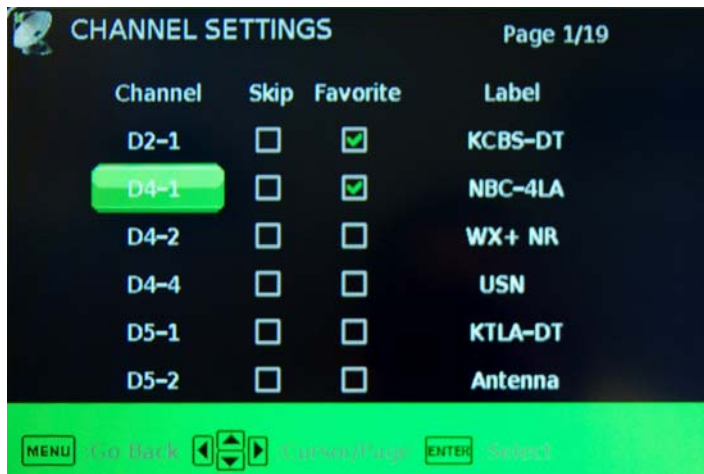 CHANNEL SETTINGS Page 1/19
Channel Skip Favorite Label
D2-1 KCBS-DT
D4-1 NBC-4LA
D4-2 WX+ NR
D4-4 USN
D5-1 KTLA-DT
D5-2 Antenna
MENU :Go Back :Cursor/Page ENTER :Select